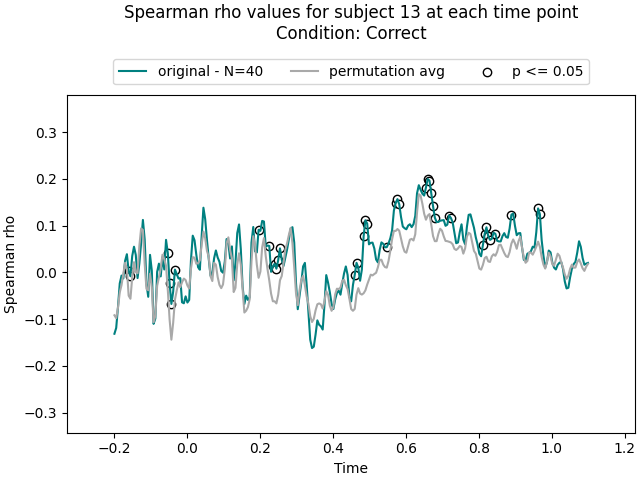 Spearman rho values for subject 13 at each time point
Condition: Correct
original - N=40
permutation avg
p <= 0.05
Spearman rho
0.3
0.2
0.1
0.0
−0.1
−0.2
−0.3
−0.2
0.0
0.2
0.4
0.6
0.8
1.0
1.2
Time